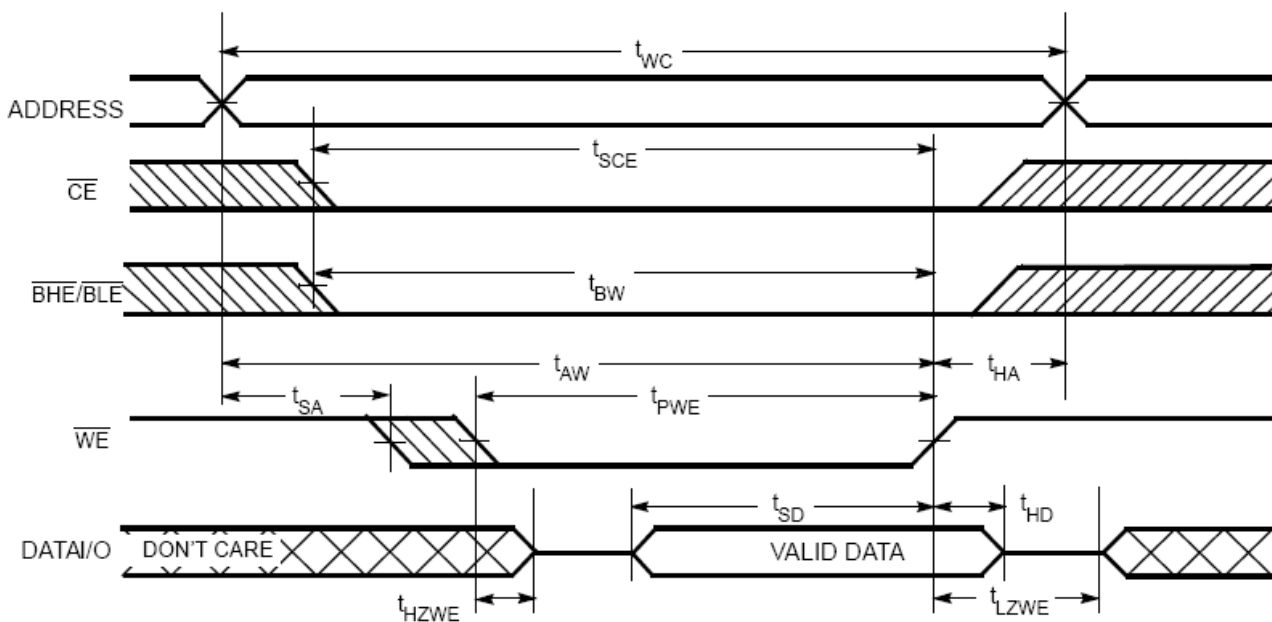 tWC
ADDRESS
tSCE
CE
tBW
BHE/BLE
tAW
tHA
tSA
tPWE
WE
tSD
tHD
DATAI/O
DON'T CARE
VALID DATA
tHZWE
tLZWE